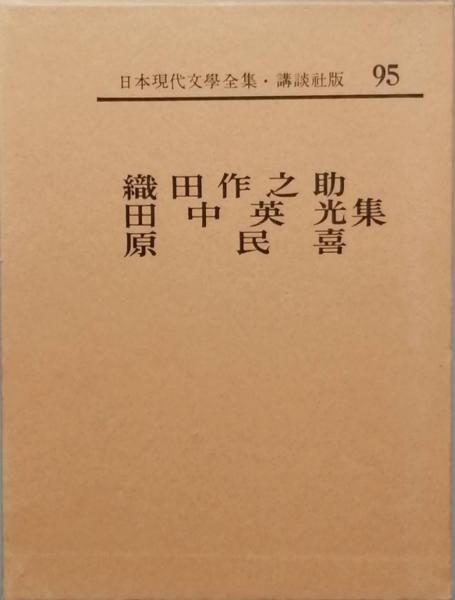 日本現代文學全集・講談社版 95
織田作之助
田中英光集
原民喜